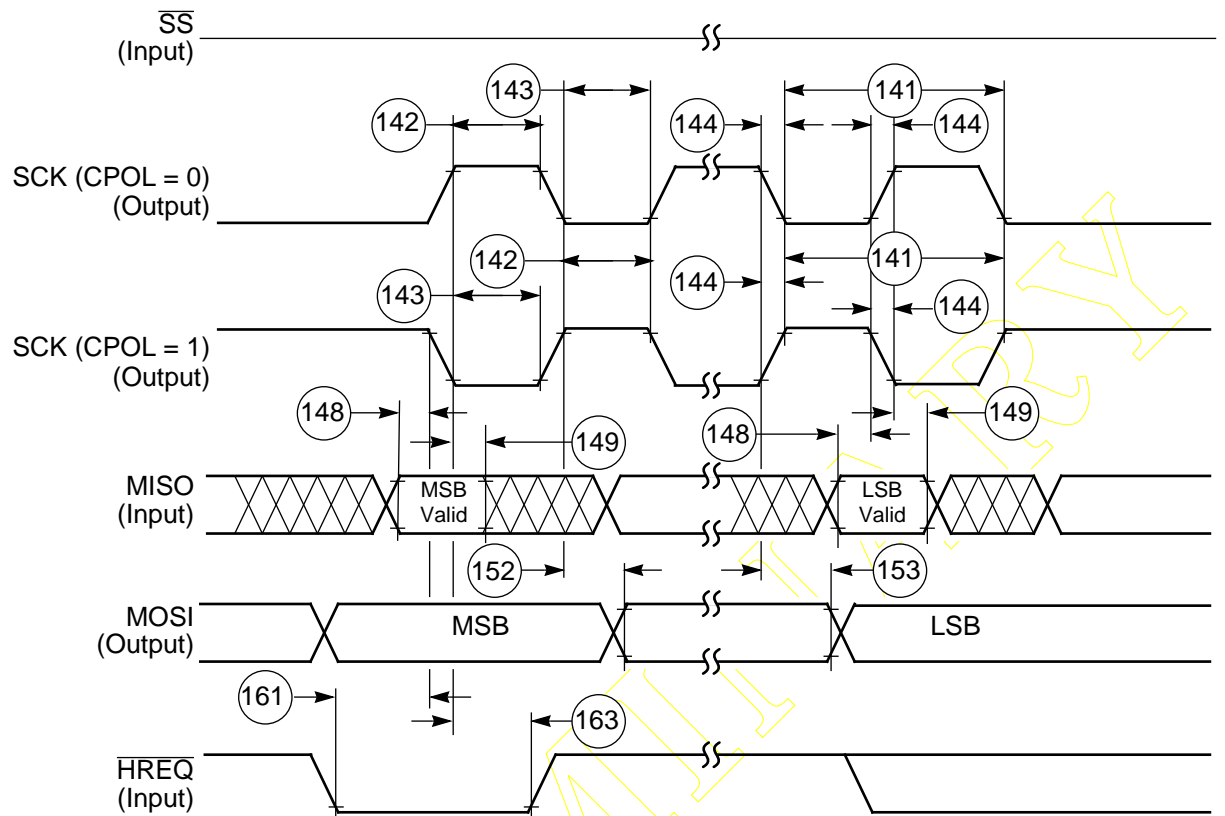 SS
(Input)
143
141
142
144
144
SCK (CPOL = 0)
(Output)
142
141
143
144
144
SCK (CPOL = 1)
(Output)
148
149
148
149
MISO
(Input)
MSB
Valid
LSB
Valid
152
153
MOSI
(Output)
MSB
LSB
161
163
HREQ
(Input)